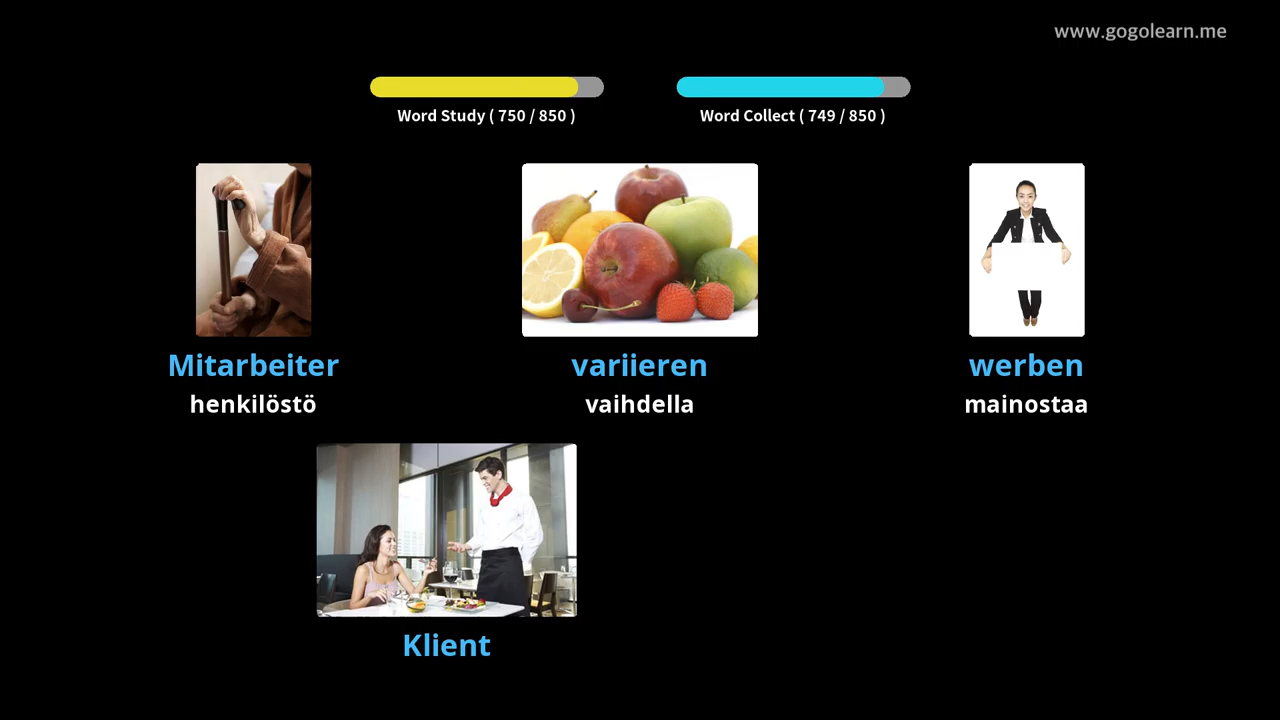 www.gogolearn.me
Word Study ( 750 / 850 )
Word Collect ( 749 / 850 )
Mitarbeiter
henkilöstö
variieren
vaihdella
werben
mainostaa
Klient